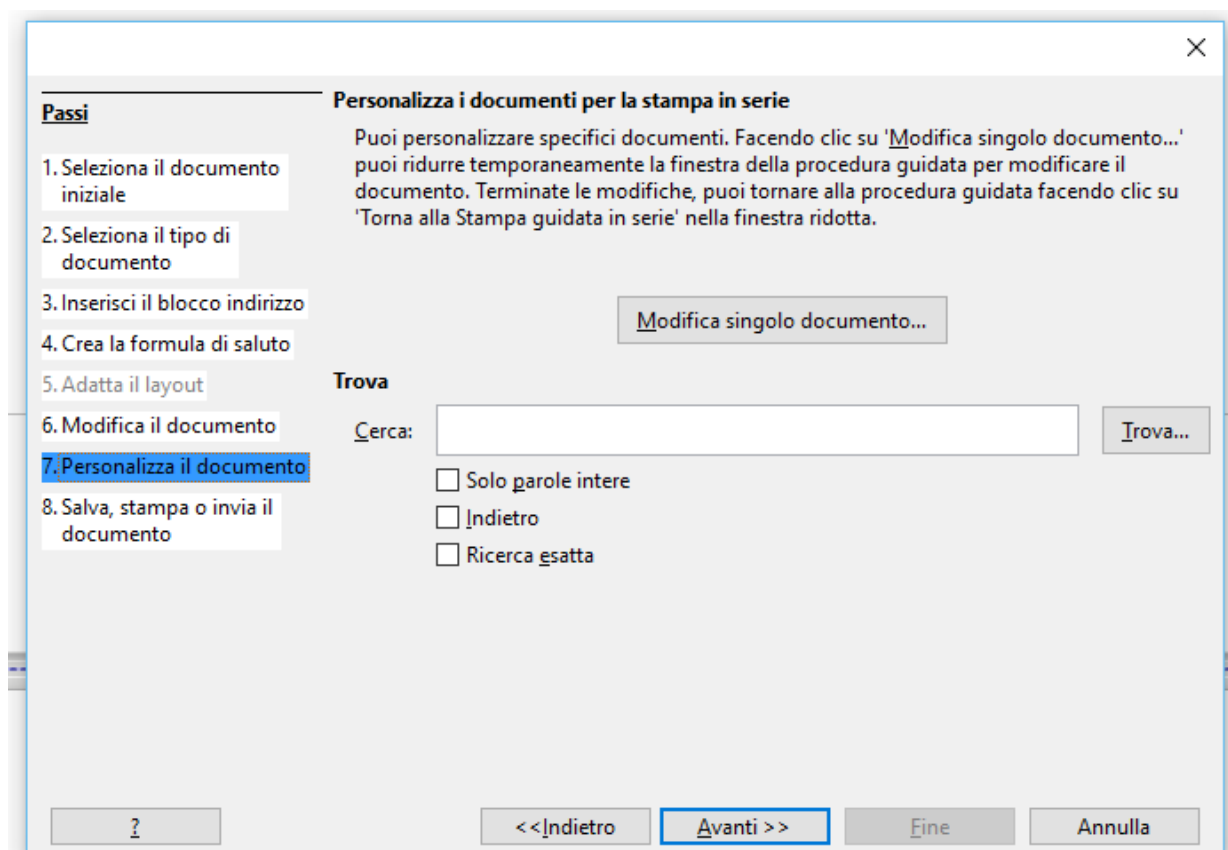 Passi
1. Seleziona il documento
iniziale
2. Seleziona il tipo di
documento
3. Inserisci il blocco indirizzo
4. Crea la formula di saluto
5. Adatta il layout
6. Modifica il documento
7. Personalizza il documento
8. Salva, stampa o invia il
documento
Personalizza i documenti per la stampa in serie
Puoi personalizzare specifici documenti. Facendo clic su 'Modifica singolo documento...'
puoi ridurre temporaneamente la finestra della procedura guidata per modificare il
documento. Terminate le modifiche, puoi tornare alla procedura guidata facendo clic su
'Torna alla Stampa guidata in serie' nella finestra ridotta.
Modifica singolo documento...
Trova
Cerca:
Trova...
Solo parole intere
Indietro
Ricerca esatta
?
<<Indietro
Avanti >>
Fine
Annulla